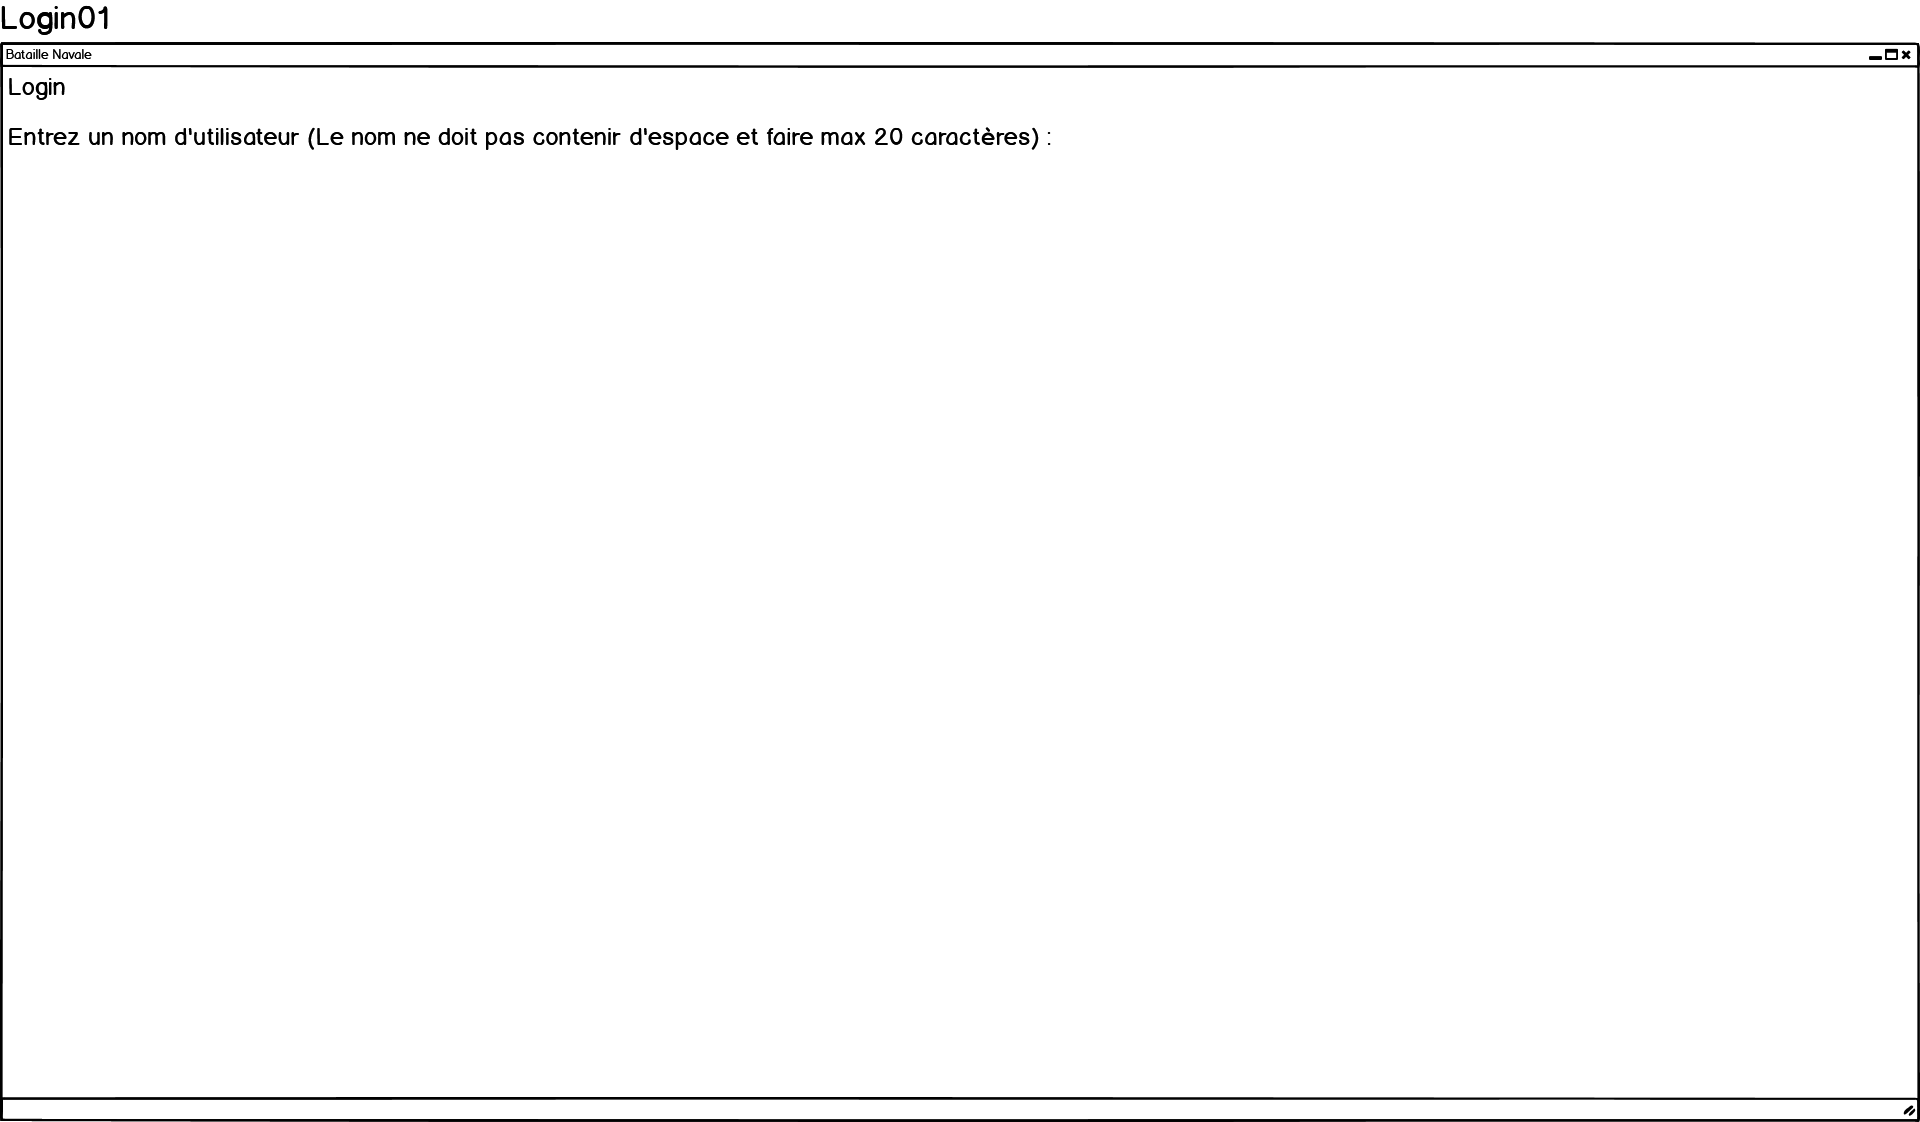 Login01
Bataille Navale
Login
Entrez un nom d'utilisateur (Le nom ne doit pas contenir d'espace et faire max 20 caractères) :